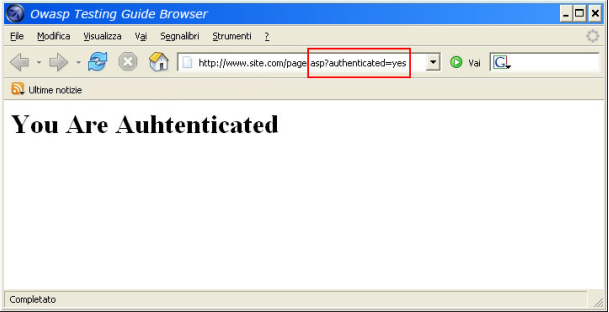 Owasp Testing Guide Browser
File Modifica Visualizza Vai Segnalibri Strumenti ?
http://www.site.com/page.asp?authenticated=yes Vai G
Ultime notizie
You Are Auhtenticated
Completato